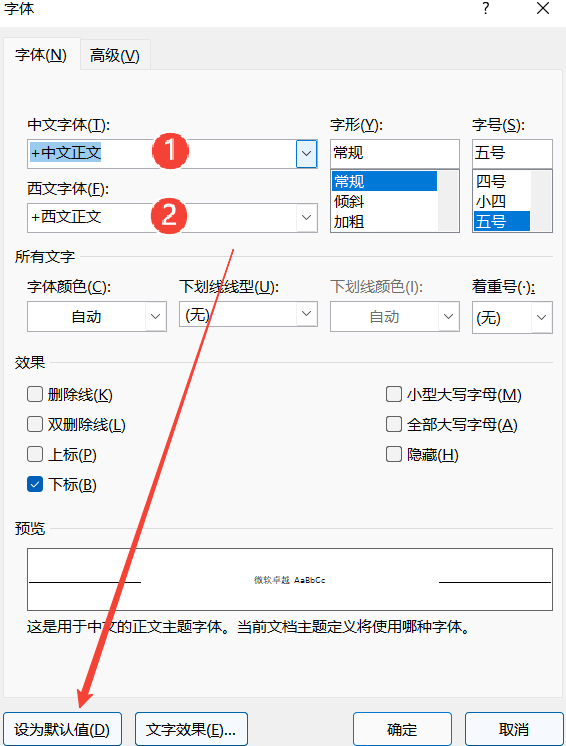 字体 ?
字体(N) 高级(V)
中文字体(T): 字形(Y): 字号(S):
+中文正文 1 常规 五号
常规 四号
西文字体(F): 倾斜 小四
+西文正文 2 加粗 五号
所有文字
字体颜色(C): 下划线线型(U): 下划线颜色(I): 着重号(·):
自动 (无) 自动 (无)
效果
删除线(K) 小型大写字母(M)
双删除线(L) 全部大写字母(A)
上标(P) 隐藏(H)
下标(B)
预览
微软卓越 AaBbCc
这是用于中文的正文主题字体。当前文档主题定义将使用哪种字体。
设为默认值(D) 文字效果(E)... 确定 取消